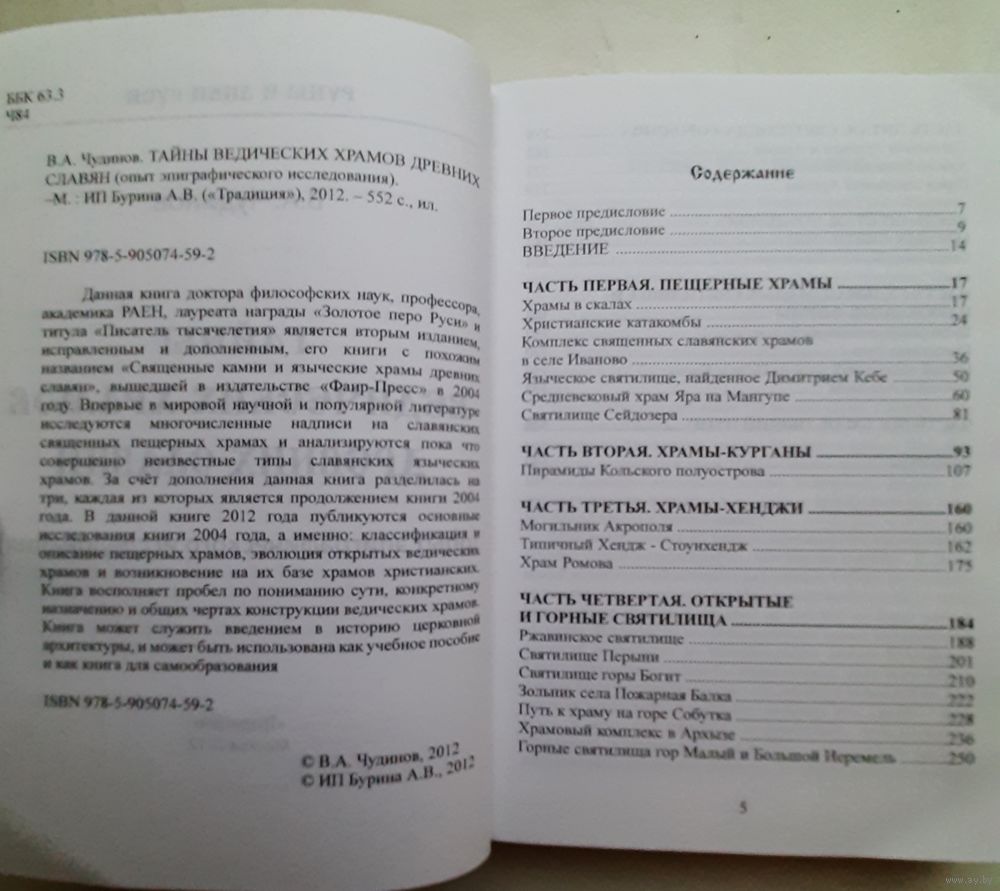 ББК 63.3
Ч84
В.А. Чудинов. ТАЙНЫ ВЕДИЧЕСКИХ ХРАМОВ ДРЕВНИХ
СЛАВЯН (опыт эпиграфического исследования).
–М. : ИП Бурина А.В. («Традиция»), 2012. – 552 с., ил.
ISBN 978-5-905074-59-2
Данная книга доктора философских наук, профессора,
академика РАЕН, лауреата награды «Золотое перо Руси» и
титула «Писатель тысячелетия» является вторым изданием,
исправленным и дополненным, его книги с похожим
названием «Священные камни и языческие храмы древних
славян», вышедшей в издательстве «Фаир-Пресс» в 2004
году. Впервые в мировой научной и популярной литературе
исследуются многочисленные надписи на славянских
священных пещерных храмах и анализируются пока что
совершенно неизвестные типы славянских языческих
храмов. За счёт дополнения данная книга разделилась на
три, каждая из которых является продолжением книги 2004
года. В данной книге 2012 года публикуются основные
исследования книги 2004 года, а именно: классификация и
описание пещерных храмов, эволюция открытых ведических
храмов и возникновение на их базе храмов христианских.
Книга восполняет пробел по пониманию сути, конкретному
назначению и общих чертах конструкции ведических храмов.
Книга может служить введением в историю церковной
архитектуры, и может быть использована как учебное пособие
и как книга для самообразования
ISBN 978-5-905074-59-2
© В.А. Чудинов, 2012
© ИП Бурина А.В., 2012
Содержание
Первое предисловие 7
Второе предисловие 9
ВВЕДЕНИЕ 14
ЧАСТЬ ПЕРВАЯ. ПЕЩЕРНЫЕ ХРАМЫ 17
Храмы в скалах 17
Христианские катакомбы 24
Комплекс священных славянских храмов
в селе Иваново 36
Языческое святилище, найденное Димитрием Кебе 50
Средневековый храм Яра на Мангупе 60
Святилище Сейдозера 81
ЧАСТЬ ВТОРАЯ. ХРАМЫ-КУРГАНЫ 93
Пирамиды Кольского полуострова 107
ЧАСТЬ ТРЕТЬЯ. ХРАМЫ-ХЕНДЖИ 160
Могильник Акрополя 160
Типичный Хендж - Стоунхендж 162
Храм Ромова 175
ЧАСТЬ ЧЕТВЕРТАЯ. ОТКРЫТЫЕ
И ГОРНЫЕ СВЯТИЛИЩА 184
Ржавинское святилище 188
Святилище Перыни 201
Святилище горы Богит 210
Зольник села Пожарная Балка 222
Путь к храму на горе Собутка 228
Храмовый комплекс в Архызе 236
Горные святилища гор Малый и Большой Иеремель 250
5
www.ay.by